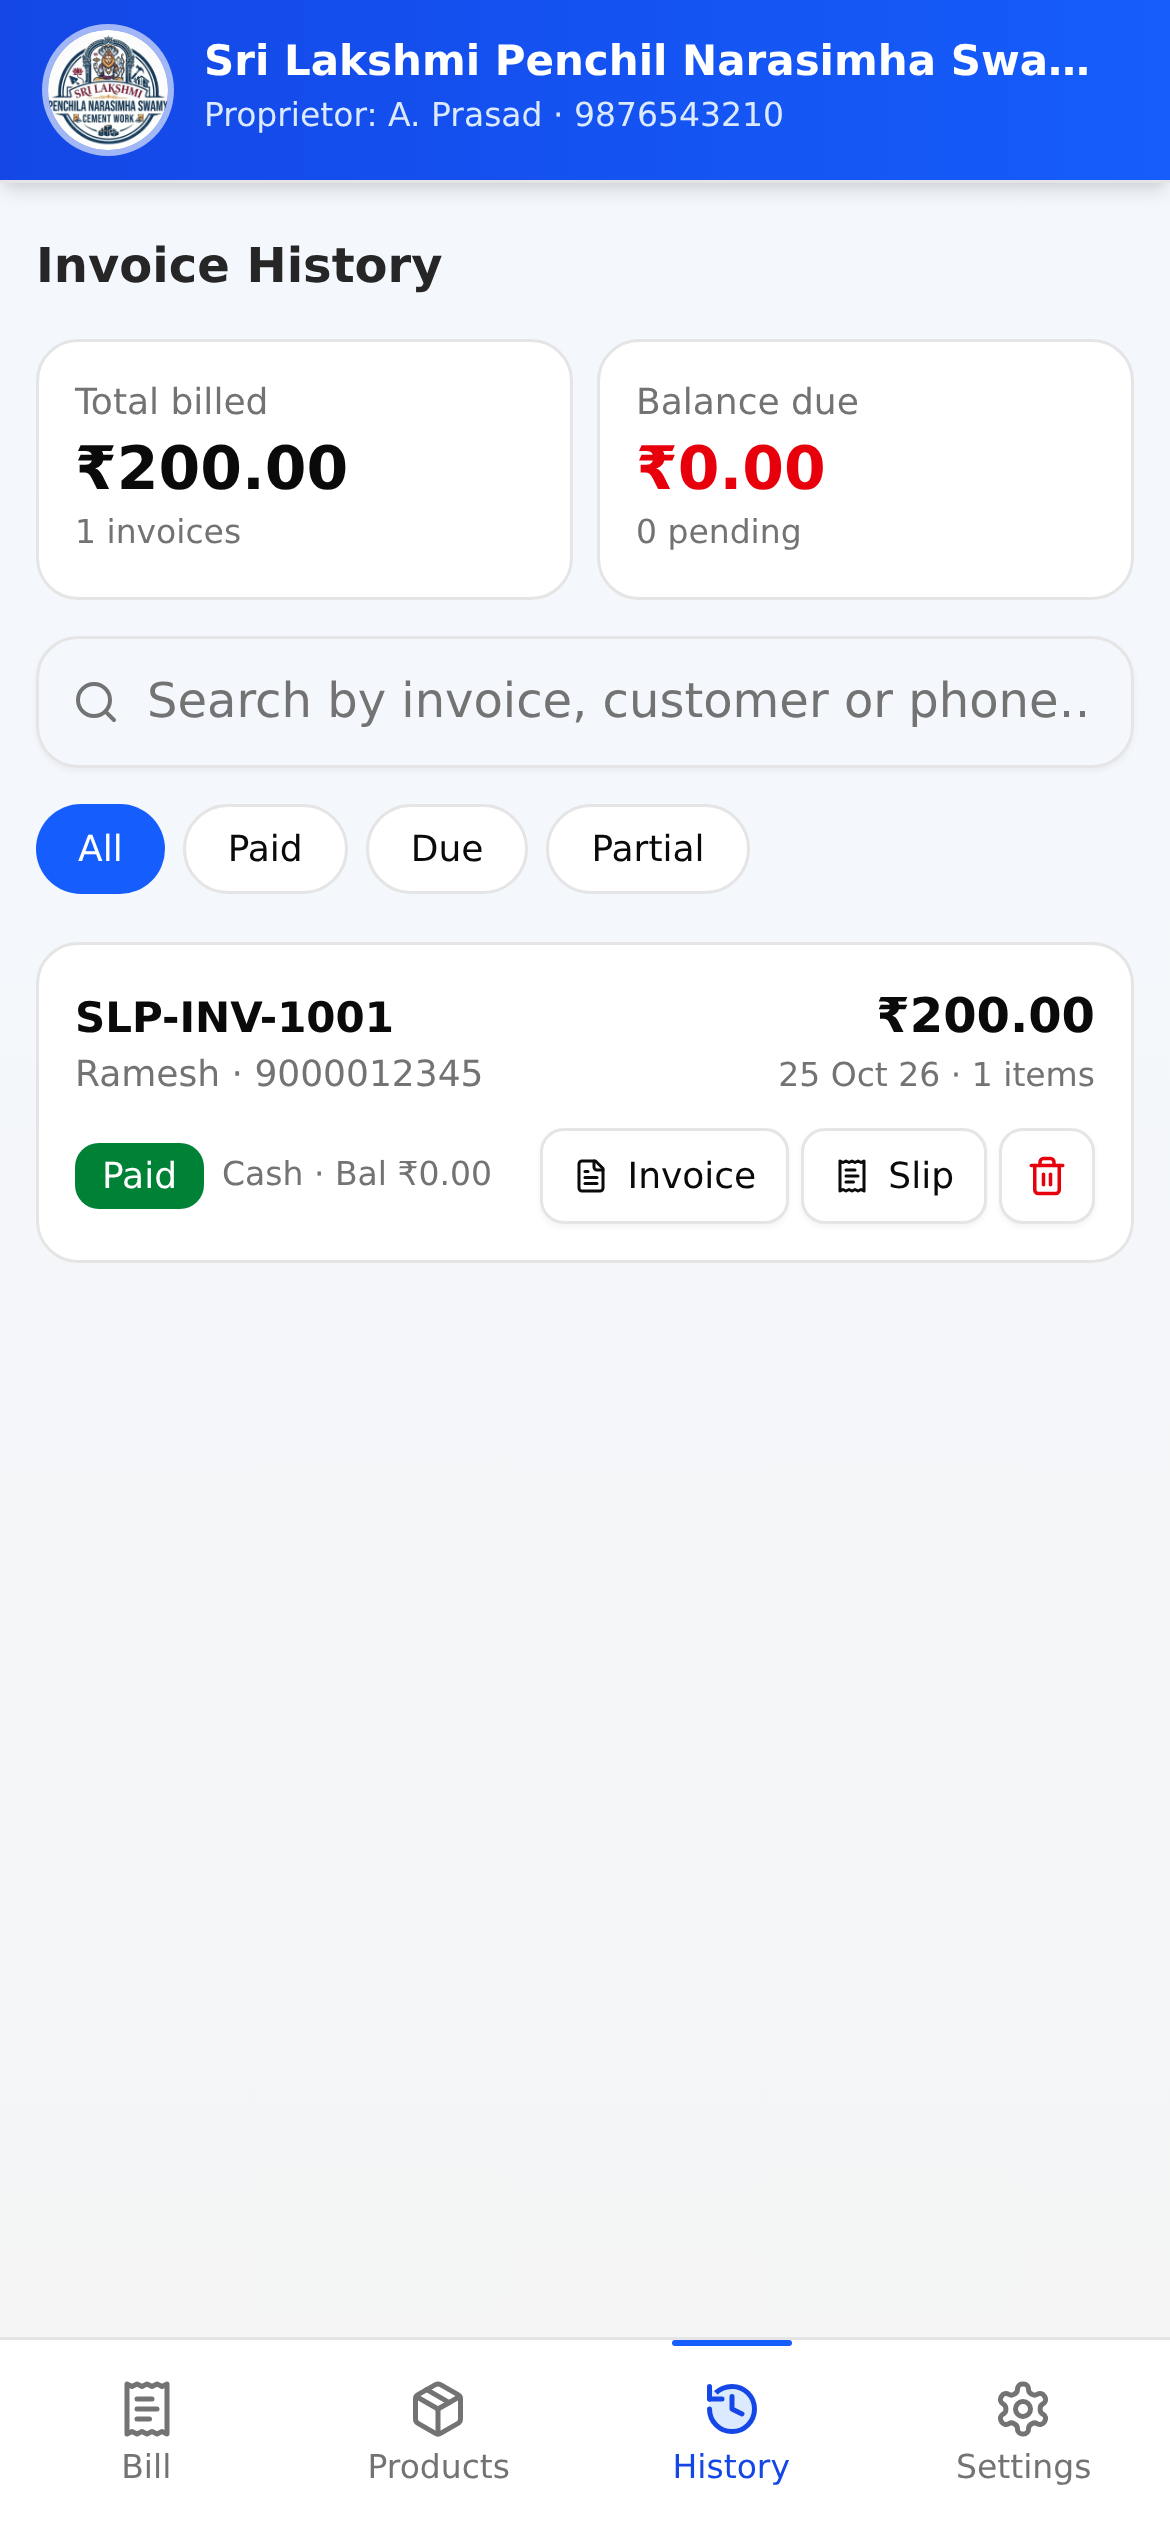 SRI LAKSHMI
PENCHILA NARASIMHA SWAMY
CEMENT WORK
Sri Lakshmi Penchil Narasimha Swa...
Proprietor: A. Prasad · 9876543210
Invoice History
Total billed
₹200.00
1 invoices
Balance due
₹0.00
0 pending
Search by invoice, customer or phone..
All
Paid
Due
Partial
SLP-INV-1001
₹200.00
Ramesh · 9000012345
25 Oct 26 · 1 items
Paid
Cash · Bal ₹0.00
Invoice
Slip
Bill
Products
History
Settings